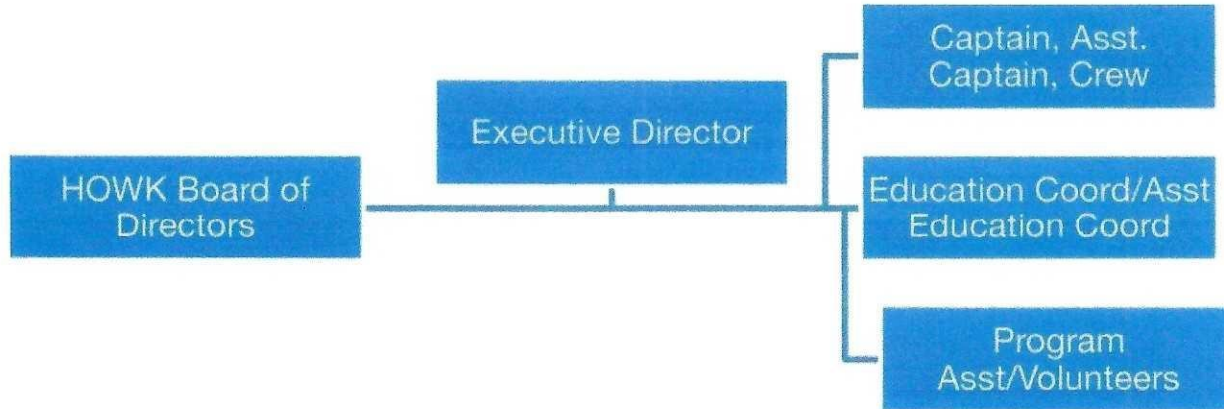 HOWK Board of
Directors
Executive Director
Captain, Asst.
Captain, Crew
Education Coord/Asst
Education Coord
Program
Asst/Volunteers